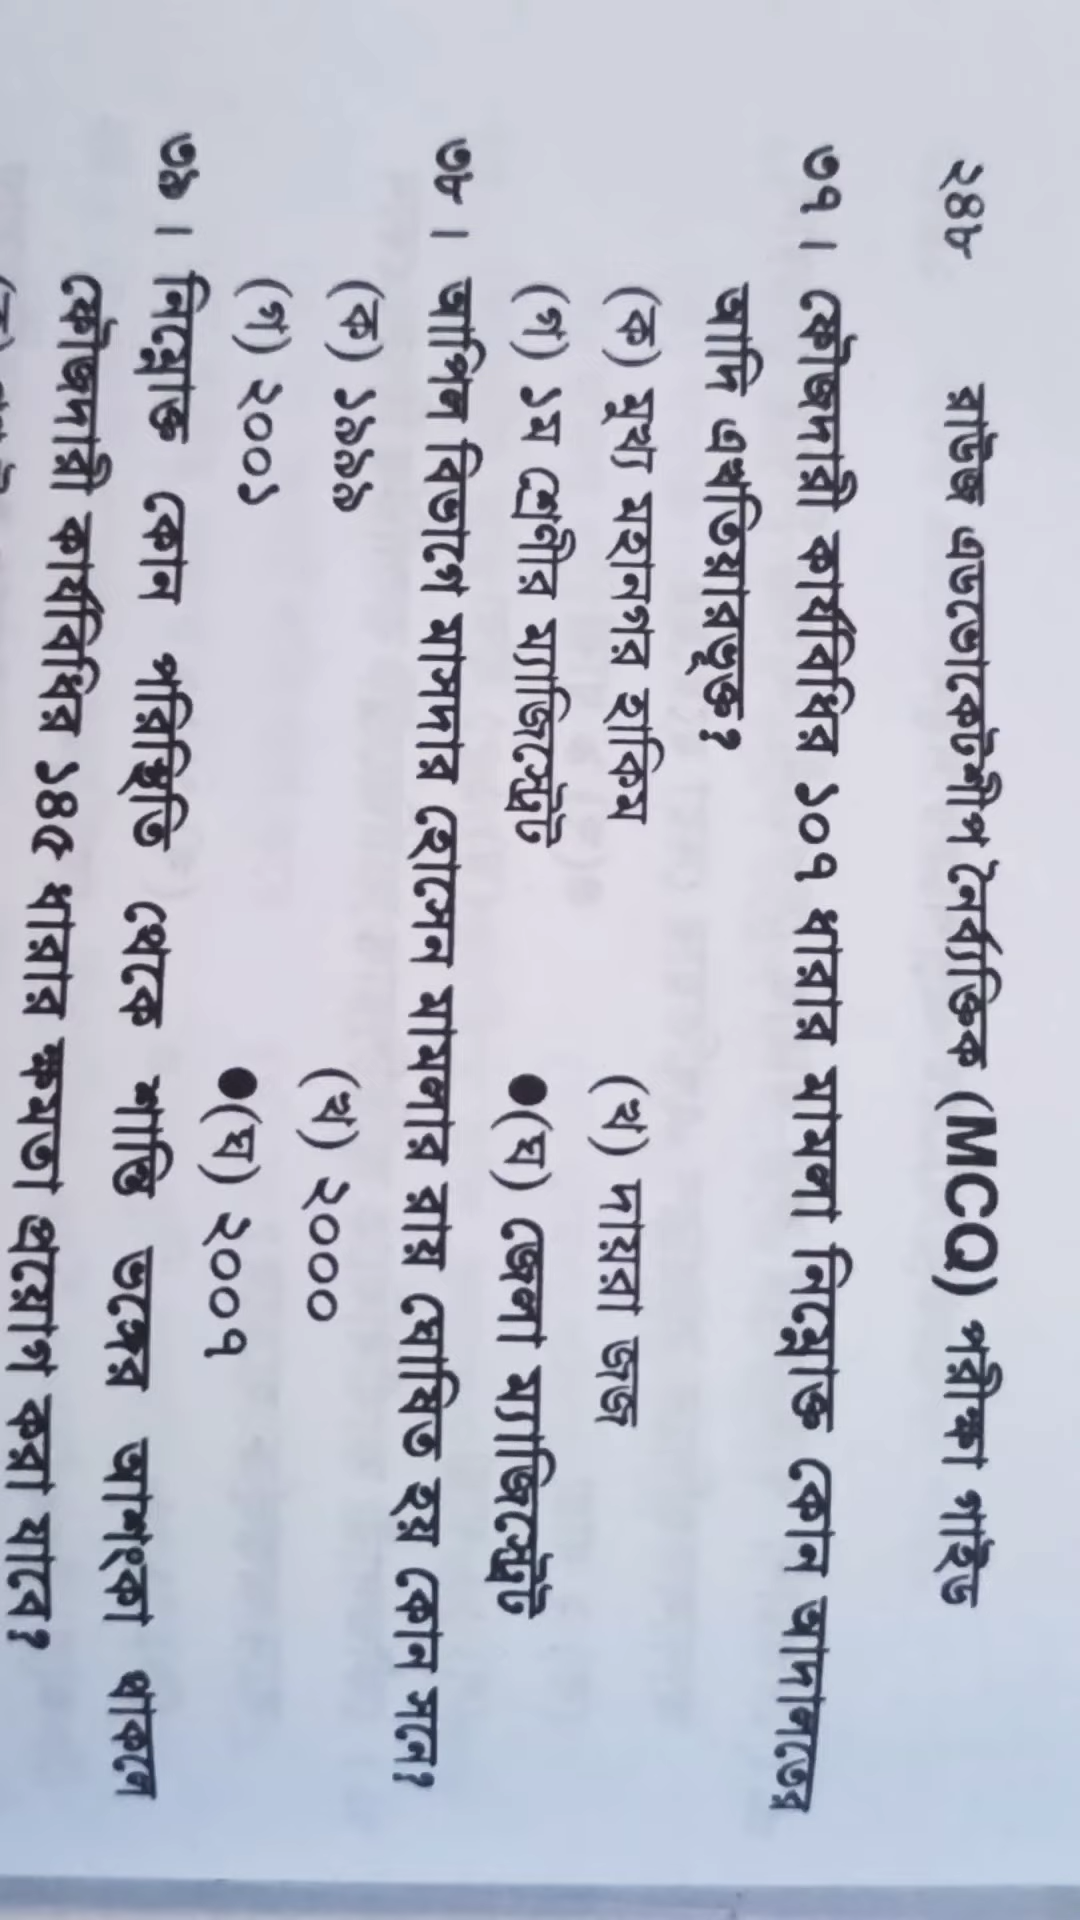 ২৪৮ রাউজ এডভোকেটশীপ নৈর্ব্যক্তিক (MCQ) পরীক্ষা গাইড
৩৭। ফৌজদারী কার্যবিধির ১০৭ ধারার মামলা নিম্নোক্ত কোন আদালতের
আদি এখতিয়ারভুক্ত?
(ক) মূখ্য মহানগর হাকিম (খ) দায়রা জজ
(গ) ১ম শ্রেণীর ম্যাজিস্ট্রেট ●(ঘ) জেলা ম্যাজিস্ট্রেট
৩৮। আপিল বিভাগে মাসদার হোসেন মামলার রায় ঘোষিত হয় কোন সনে?
(ক) ১৯৯৯ (খ) ২০০০
(গ) ২০০১ ●(ঘ) ২০০৭
৩৯। নিম্নোক্ত কোন পরিস্থিতি থেকে শান্তি ভঙ্গের আশংকা থাকলে
ফৌজদারী কার্যবিধির ১৪৫ ধারার ক্ষমতা প্রয়োগ করা যাবে?